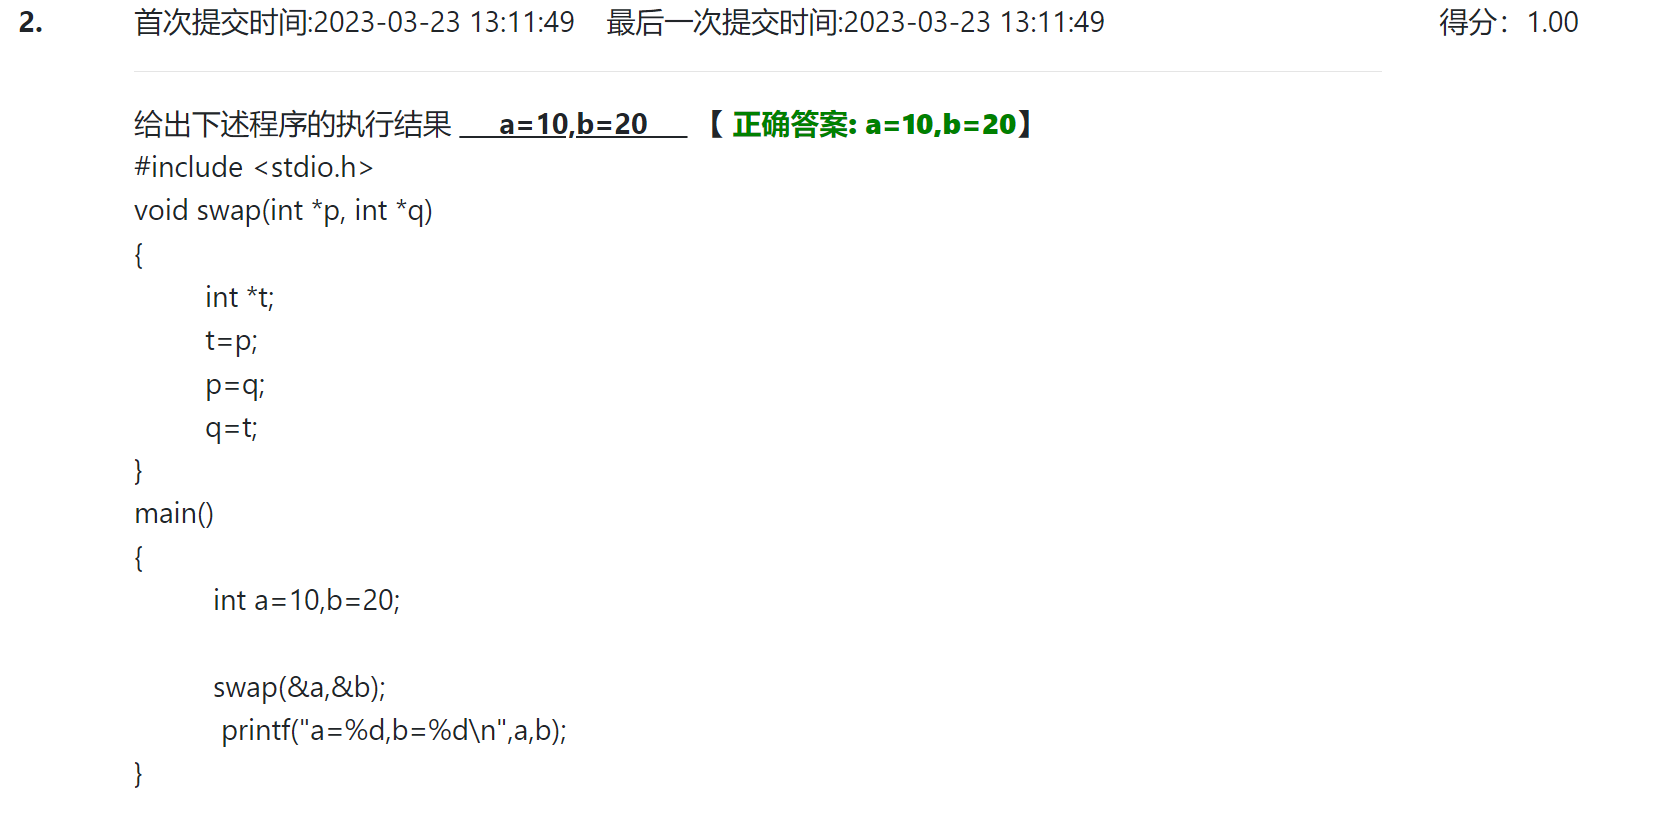 2. 首次提交时间:2023-03-23 13:11:49 最后一次提交时间:2023-03-23 13:11:49 得分：1.00
给出下述程序的执行结果 a=10,b=20 【 正确答案: a=10,b=20】
#include <stdio.h>
void swap(int *p, int *q)
{
int *t;
t=p;
p=q;
q=t;
}
main()
{
int a=10,b=20;
swap(&a,&b);
printf("a=%d,b=%d\n",a,b);
}